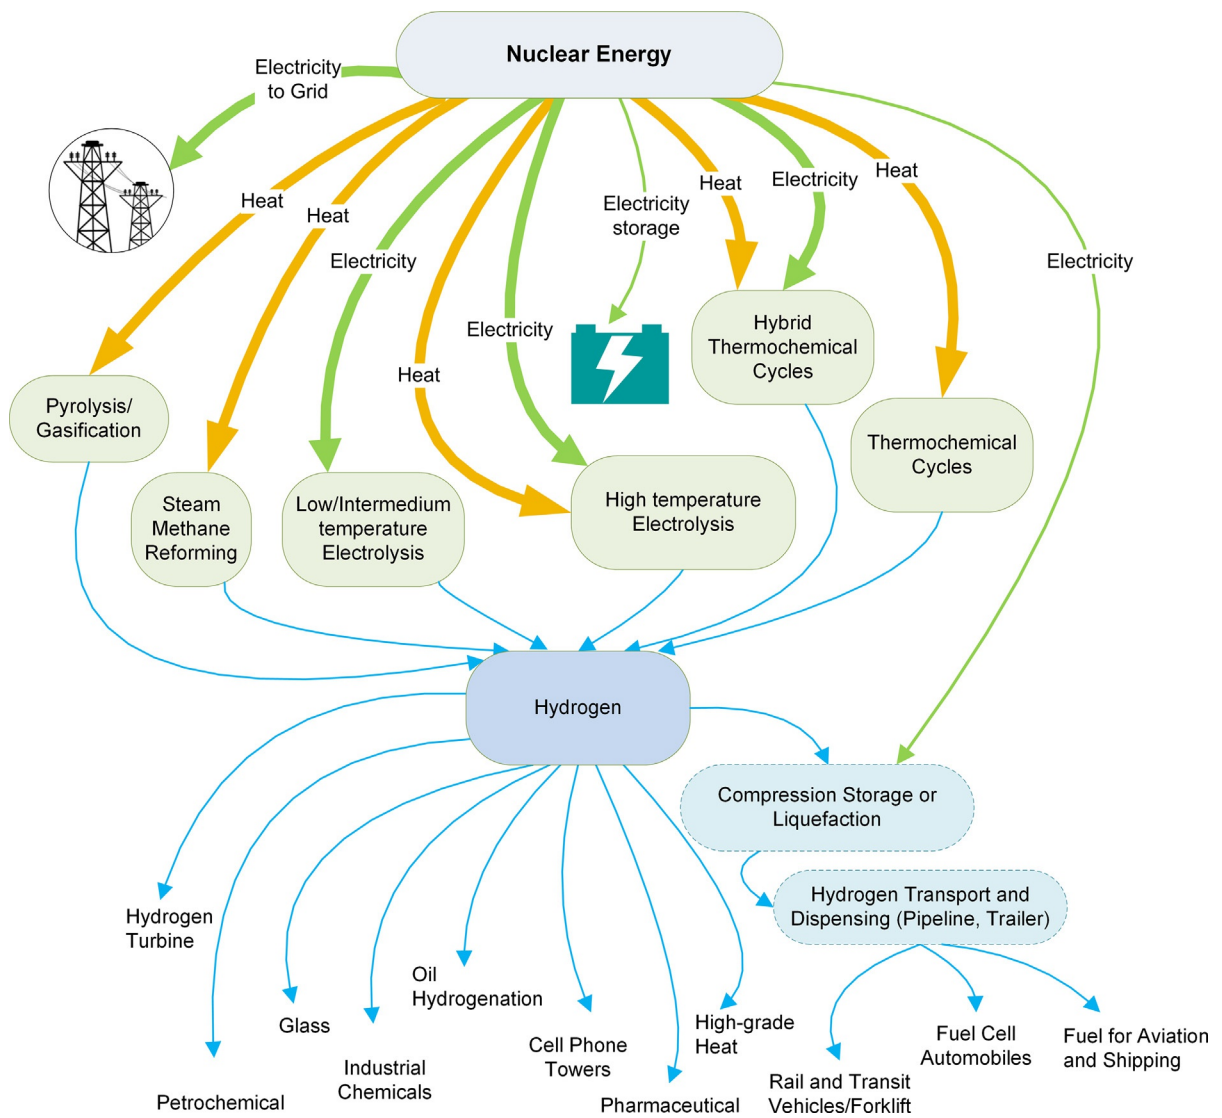 Nuclear Energy
Electricity
to Grid
Heat
Heat
Electricity
Heat
Electricity
Electricity
storage
Heat
Electricity
Heat
Electricity
Pyrolysis/
Gasification
Steam
Methane
Reforming
Low/Intermedium
temperature
Electrolysis
High temperature
Electrolysis
Hybrid
Thermochemical
Cycles
Thermochemical
Cycles
Hydrogen
Compression Storage or
Liquefaction
Hydrogen Transport and
Dispensing (Pipeline, Trailer)
Hydrogen
Turbine
Petrochemical
Glass
Industrial
Chemicals
Oil
Hydrogenation
Cell Phone
Towers
Pharmaceutical
High-grade
Heat
Rail and Transit
Vehicles/Forklift
Fuel Cell
Automobiles
Fuel for Aviation
and Shipping